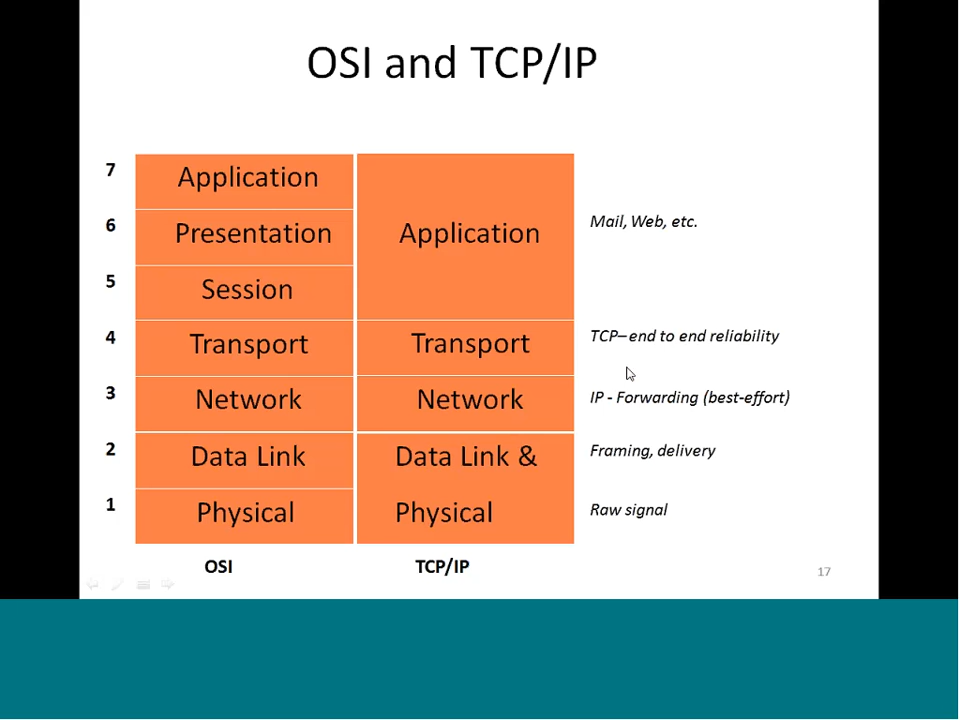 OSI and TCP/IP
7
Application
6
Presentation
Application
Mail, Web, etc.
5
Session
4
Transport
Transport
TCP–end to end reliability
3
Network
Network
IP - Forwarding (best-effort)
2
Data Link
Data Link &
Framing, delivery
1
Physical
Physical
Raw signal
OSI
TCP/IP
17